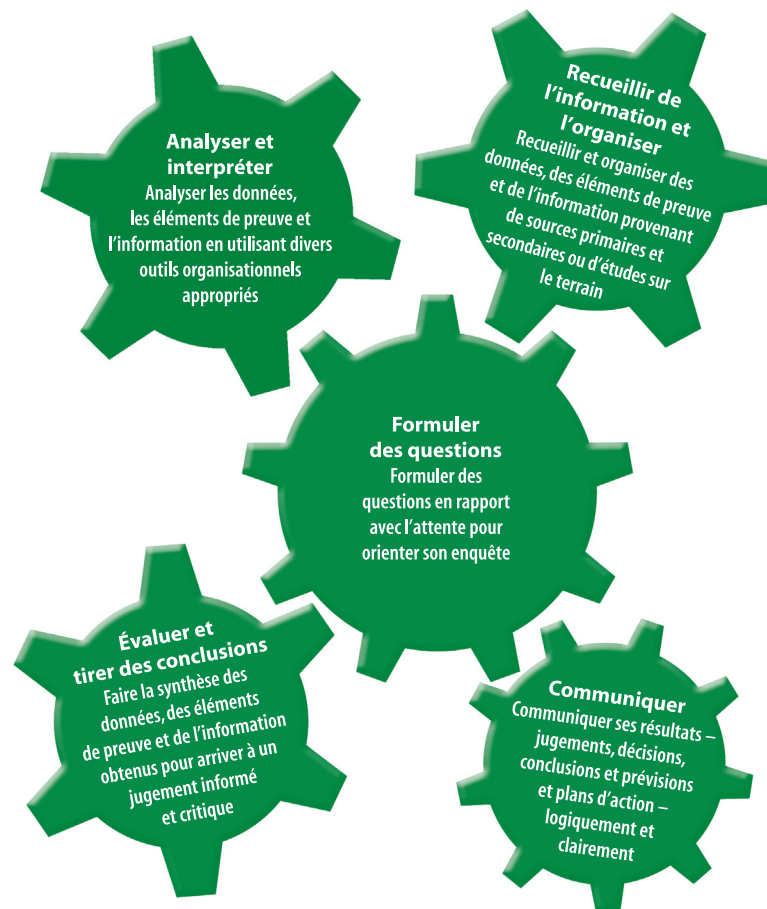 Analyser et
interpréter
Analyser les données,
les éléments de preuve et
l'information en utilisant divers
outils organisationnels
appropriés
Recueillir de
l'information et
l'organiser
Recueillir et organiser des
données, des éléments de preuve
et de l'information provenant
de sources primaires et
secondaires ou d'études sur
le terrain
Formuler
des questions
Formuler des
questions en rapport
avec l'attente pour
orienter son enquête
Évaluer et
tirer des conclusions
Faire la synthèse des
données, des éléments
de preuve et de l'information
obtenus pour arriver à un
jugement informé
et critique
Communiquer
Communiquer ses résultats –
jugements, décisions,
conclusions et prévisions
et plans d'action –
logiquement et
clairement